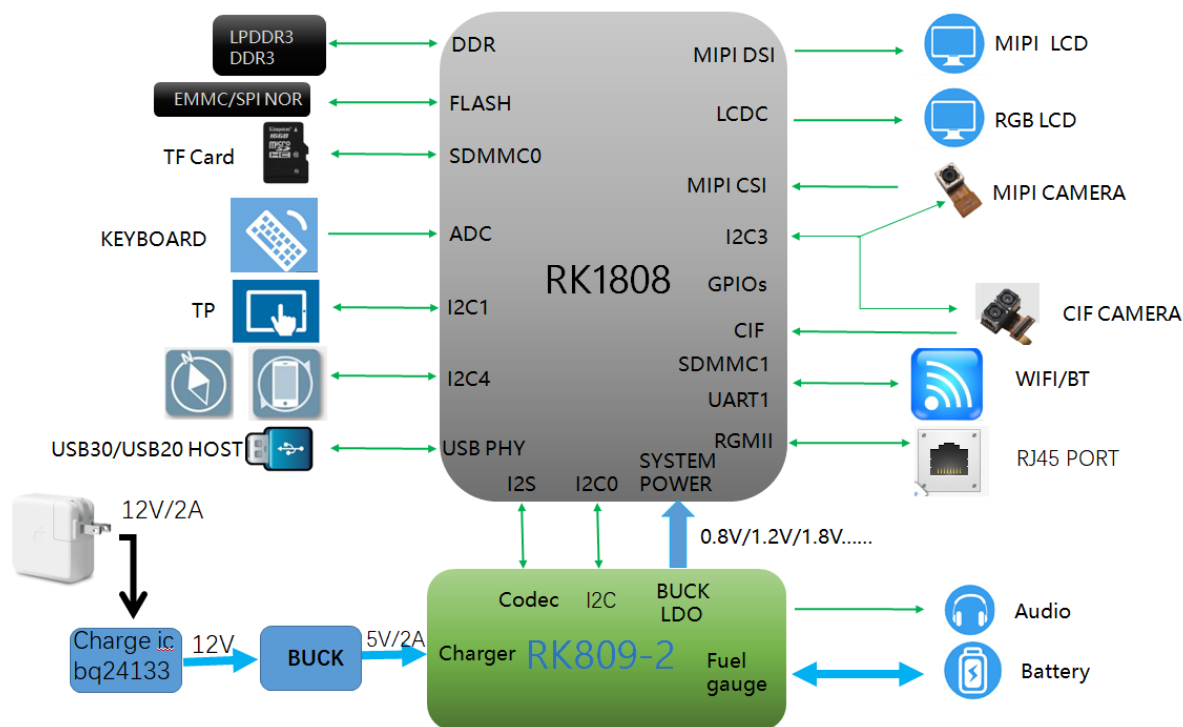 LPDDR3
DDR3
DDR
EMMC/SPI NOR
FLASH
TF Card
SDMMC0
KEYBOARD
ADC
TP
I2C1
I2C4
USB30/USB20 HOST
USB PHY
RK1808
MIPI DSI
MIPI LCD
LCDC
RGB LCD
MIPI CSI
MIPI CAMERA
I2C3
GPIOs
CIF
CIF CAMERA
SDMMC1
WIFI/BT
UART1
RGMII
RJ45 PORT
SYSTEM
POWER
I2S
I2C0
12V/2A
0.8V/1.2V/1.8V......
Charge ic
bq24133
12V
BUCK
5V/2A
Codec
I2C
BUCK
LDO
Charger
RK809-2
Fuel
gauge
Audio
Battery